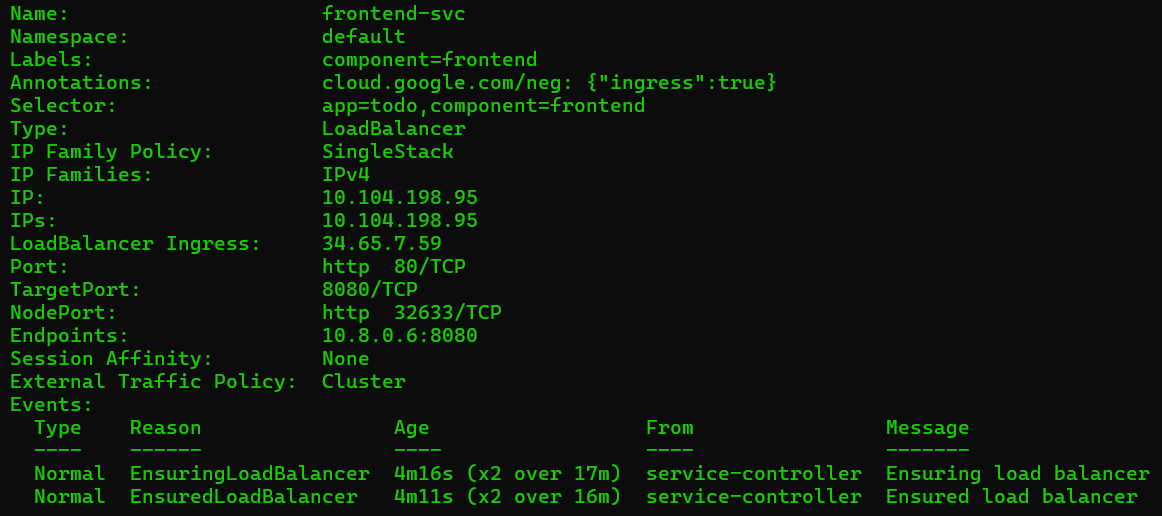 Name:                     frontend-svc
Namespace:                default
Labels:                   component=frontend
Annotations:              cloud.google.com/neg: {"ingress":true}
Selector:                 app=todo,component=frontend
Type:                     LoadBalancer
IP Family Policy:         SingleStack
IP Families:              IPv4
IP:                       10.104.198.95
IPs:                      10.104.198.95
LoadBalancer Ingress:     34.65.7.59
Port:                     http  80/TCP
TargetPort:               8080/TCP
NodePort:                 http  32633/TCP
Endpoints:                10.8.0.6:8080
Session Affinity:         None
External Traffic Policy:  Cluster
Events:
  Type    Reason                Age                  From                Message
  ----    ------                ----                 ----                -------
  Normal  EnsuringLoadBalancer  4m16s (x2 over 17m)  service-controller  Ensuring load balancer
  Normal  EnsuredLoadBalancer   4m11s (x2 over 16m)  service-controller  Ensured load balancer